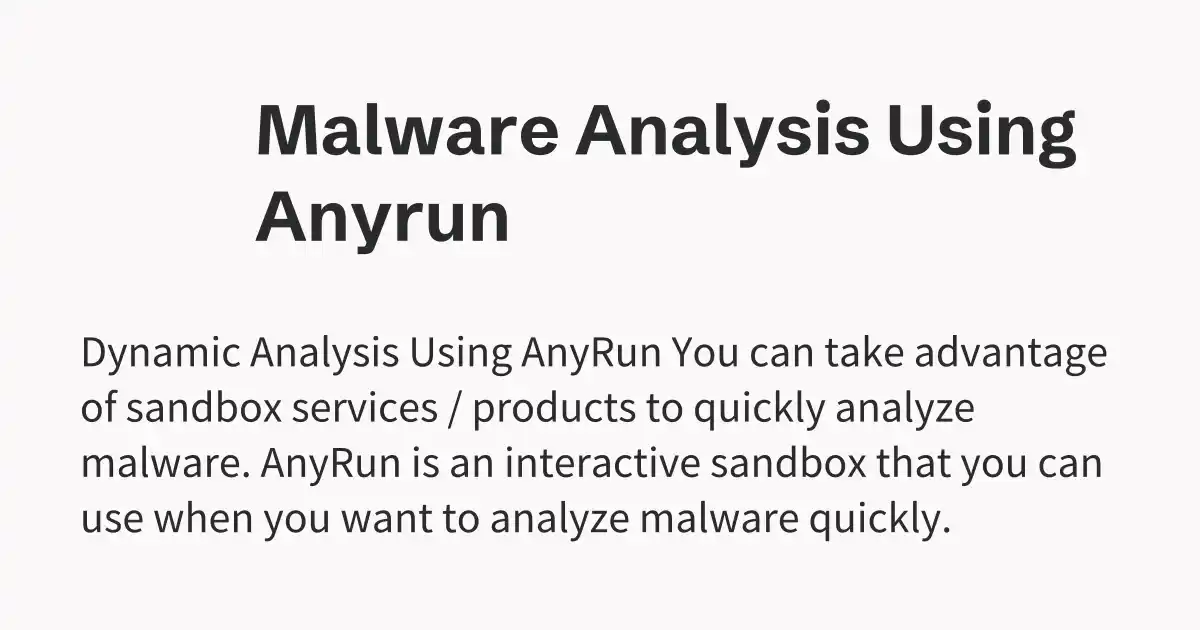 Malware Analysis Using
Anyrun
Dynamic Analysis Using AnyRun You can take advantage
of sandbox services / products to quickly analyze
malware. AnyRun is an interactive sandbox that you can
use when you want to analyze malware quickly.